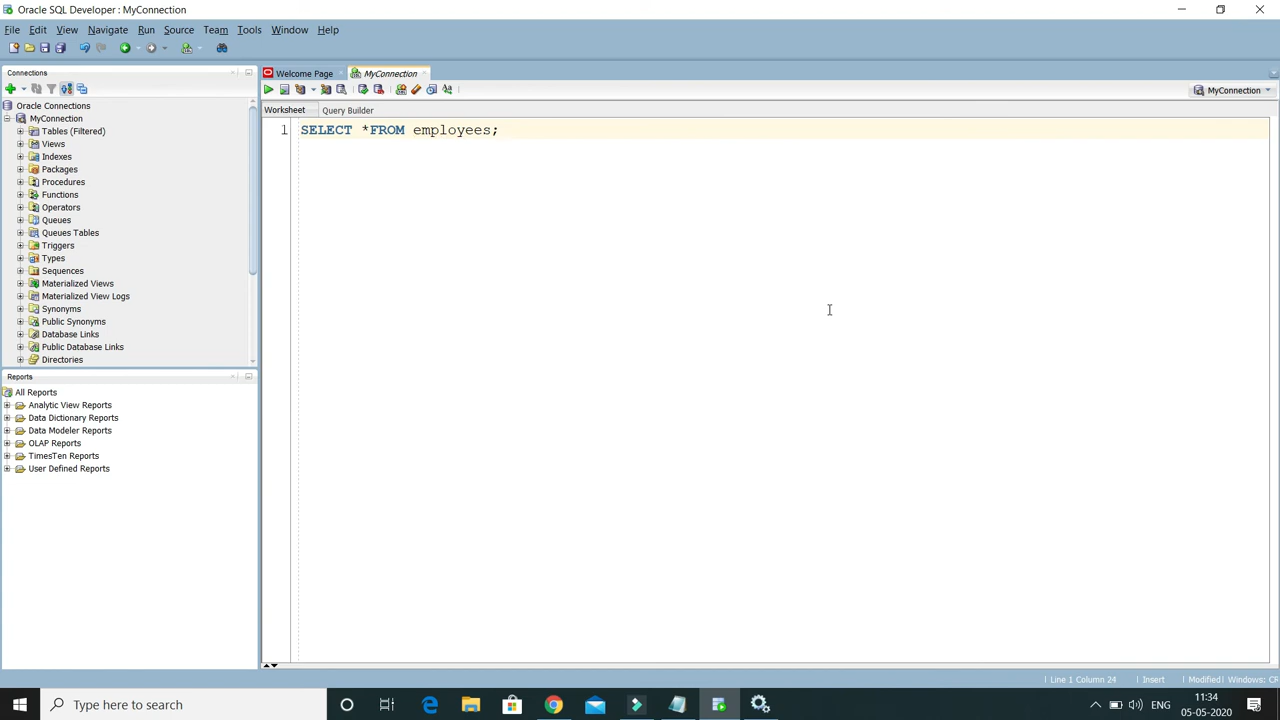 Oracle SQL Developer : MyConnection
File Edit View Navigate Run Source Team Tools Window Help
Connections
Oracle Connections
MyConnection
Tables (Filtered)
Views
Indexes
Packages
Procedures
Functions
Operators
Queues
Queues Tables
Triggers
Types
Sequences
Materialized Views
Materialized View Logs
Synonyms
Public Synonyms
Database Links
Public Database Links
Directories
Reports
All Reports
Analytic View Reports
Data Dictionary Reports
Data Modeler Reports
OLAP Reports
TimesTen Reports
User Defined Reports
Welcome Page MyConnection
MyConnection
Worksheet Query Builder
1 SELECT *FROM employees;
Line 1 Column 24 Insert Modified Windows: CR
Type here to search
ENG
11:34
05-05-2020